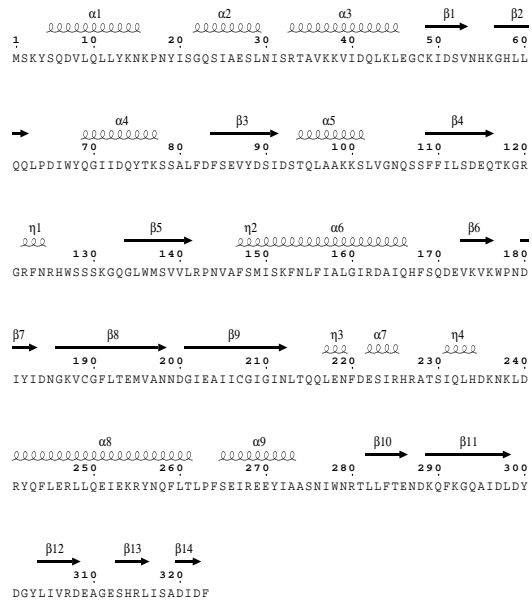 α1 α2 α3 β1 β2
1 10 20 30 40 50 60
MSKYSQDVLQLLYKNKPNYISGQSIAESLNISRTAVKKVIDQLKLEGCKIDSVNHKGHLL
α4 β3 α5 β4
70 80 90 100 110 120
QQLPDIWYQGIIDQYTKSSALFDFSEVYDSIDSTQLAAKKSLVGNQSSFFILSDEQTKGR
η1 β5 η2 α6 β6
130 140 150 160 170 180
GRFNRHWSSSKGQGLWMSVVLRPNVAFSMISKFNLFIALGIRDAIQHFSQDEVKVKWPND
β7 β8 β9 η3 α7 η4
190 200 210 220 230 240
IYIDNGKVCGFLTEMVANNDGIEAIICGIGINLTQQLENFDESIRHRATSIQLHDKNKLD
α8 α9 β10 β11
250 260 270 280 290 300
RYQFLERLLQEIEKRYNQFLTLPFSEIREEYIAASNIWNRTLLFTENDKQFKGQAIDLDY
β12 β13 β14
310 320
DGYLIVRDEAGESHRLISADIDF